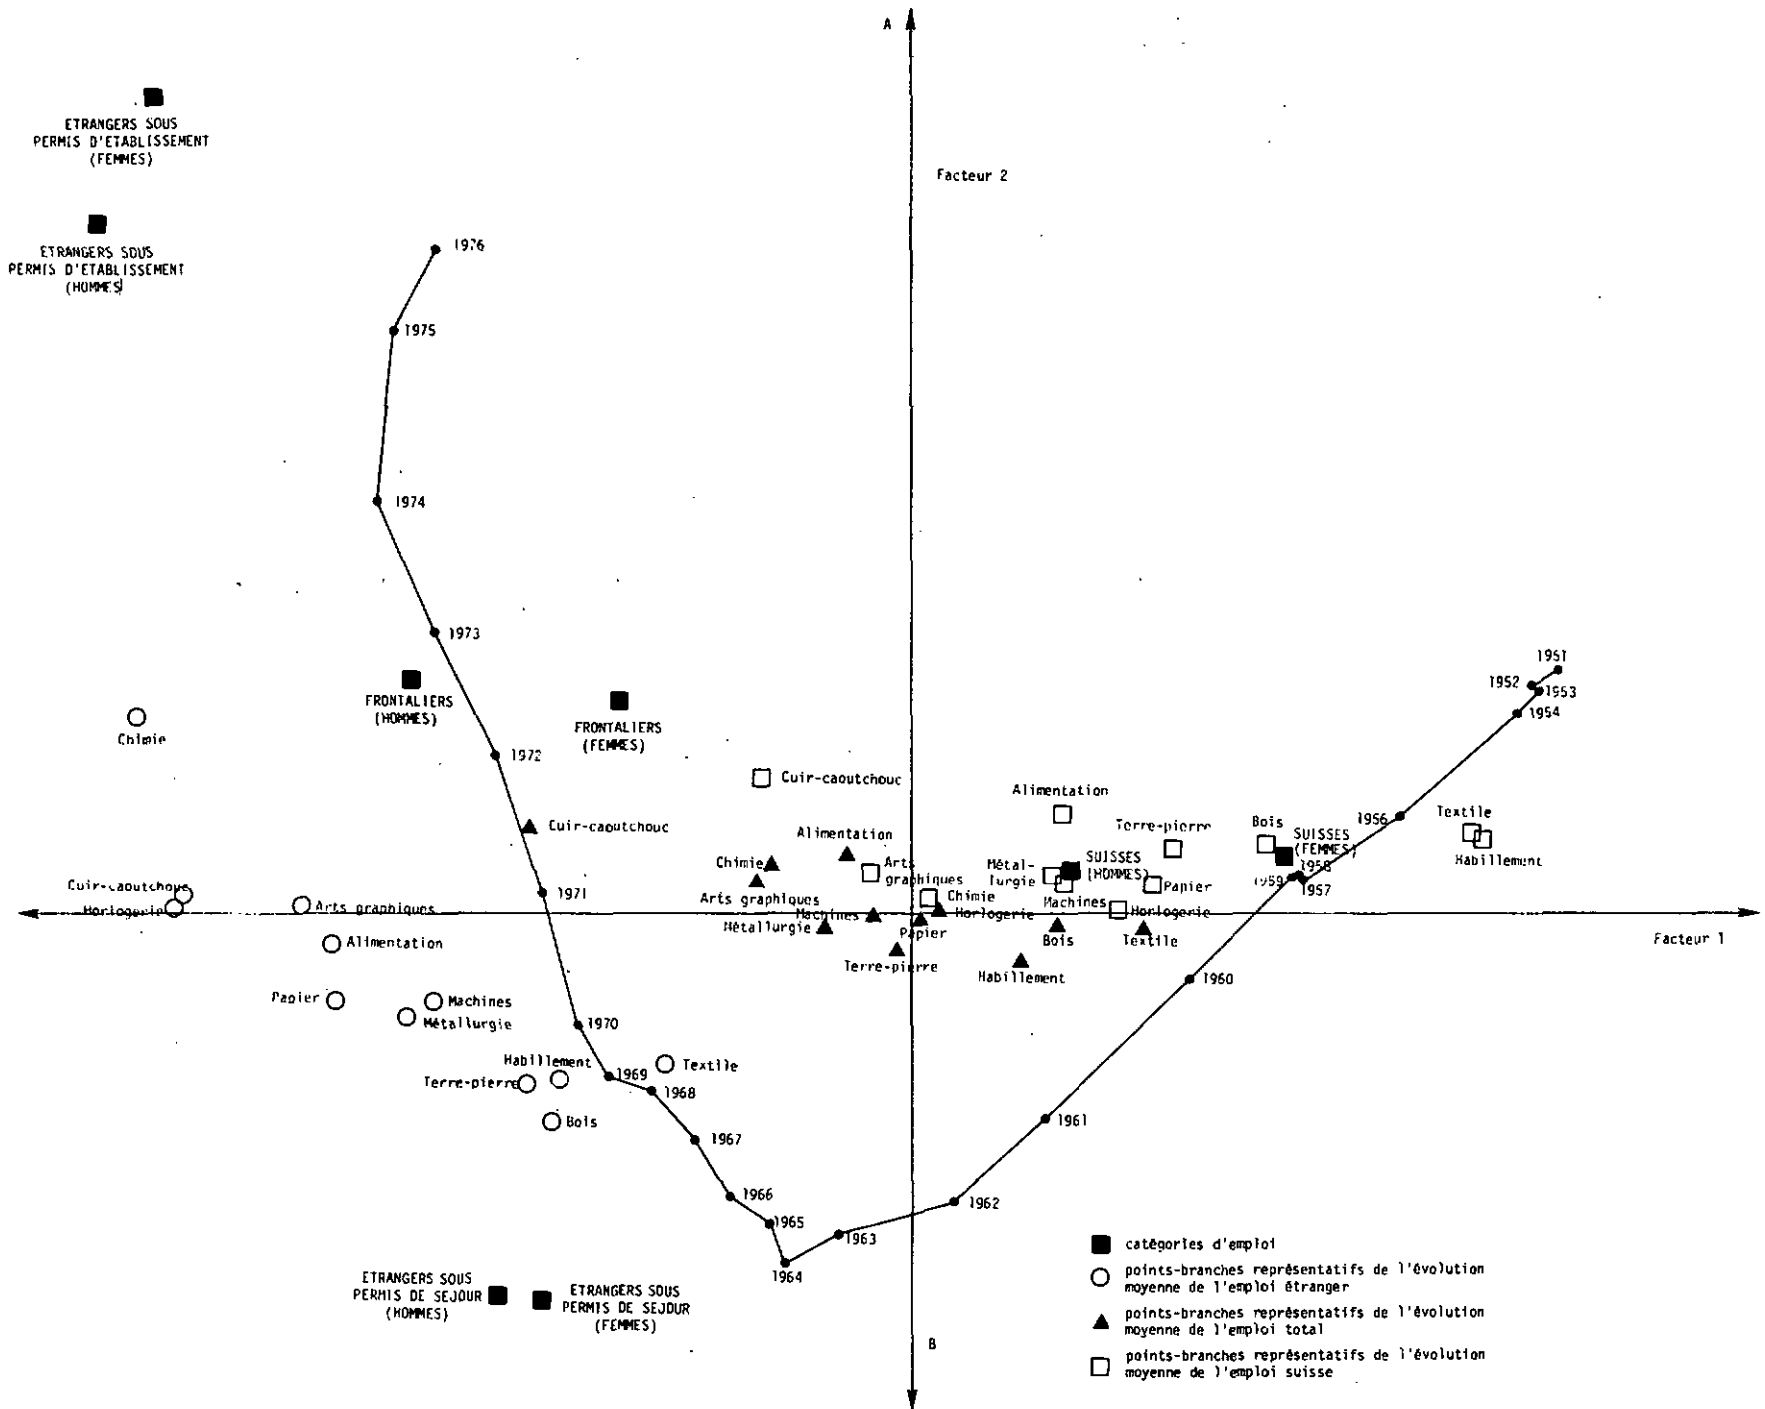 A
ETRANGERS SOUS
PERMIS D'ETABLISSEMENT
(FEMMES)
Facteur 2
ETRANGERS SOUS
PERMIS D'ETABLISSEMENT
(HOMMES)
1976
1975
1974
1973
1951
1952
1953
1954
FRONTALIERS
(HOMMES)
FRONTALIERS
(FEMMES)
Chimie
1972
Cuir-caoutchouc
Alimentation
1956
Textile
Habillement
Cuir-caoutchouc
Alimentation
Terre-pierre
Bois
SUISSES
(FEMMES)
Chimie
Arts
graphiques
Métal-
lurgie
SUISSES
(HOMMES)
Papier
1958
1959
1957
Cuir-caoutchouc
Horlogerie
Arts graphiques
1971
Arts graphiques
Chimie
Horlogerie
Machines
Horlogerie
Machines
Métallurgie
Papier
Bois
Textile
Facteur 1
Alimentation
Terre-pierre
Habillement
1960
Papier
Machines
Métallurgie
1970
Habillement
Textile
Terre-pierre
1969
1968
Bois
1967
1961
1966
1965
1962
1963
1964
ETRANGERS SOUS
PERMIS DE SEJOUR
(HOMMES)
ETRANGERS SOUS
PERMIS DE SEJOUR
(FEMMES)
B
catégories d'emploi
points-branches représentatifs de l'évolution
moyenne de l'emploi étranger
points-branches représentatifs de l'évolution
moyenne de l'emploi total
points-branches représentatifs de l'évolution
moyenne de l'emploi suisse